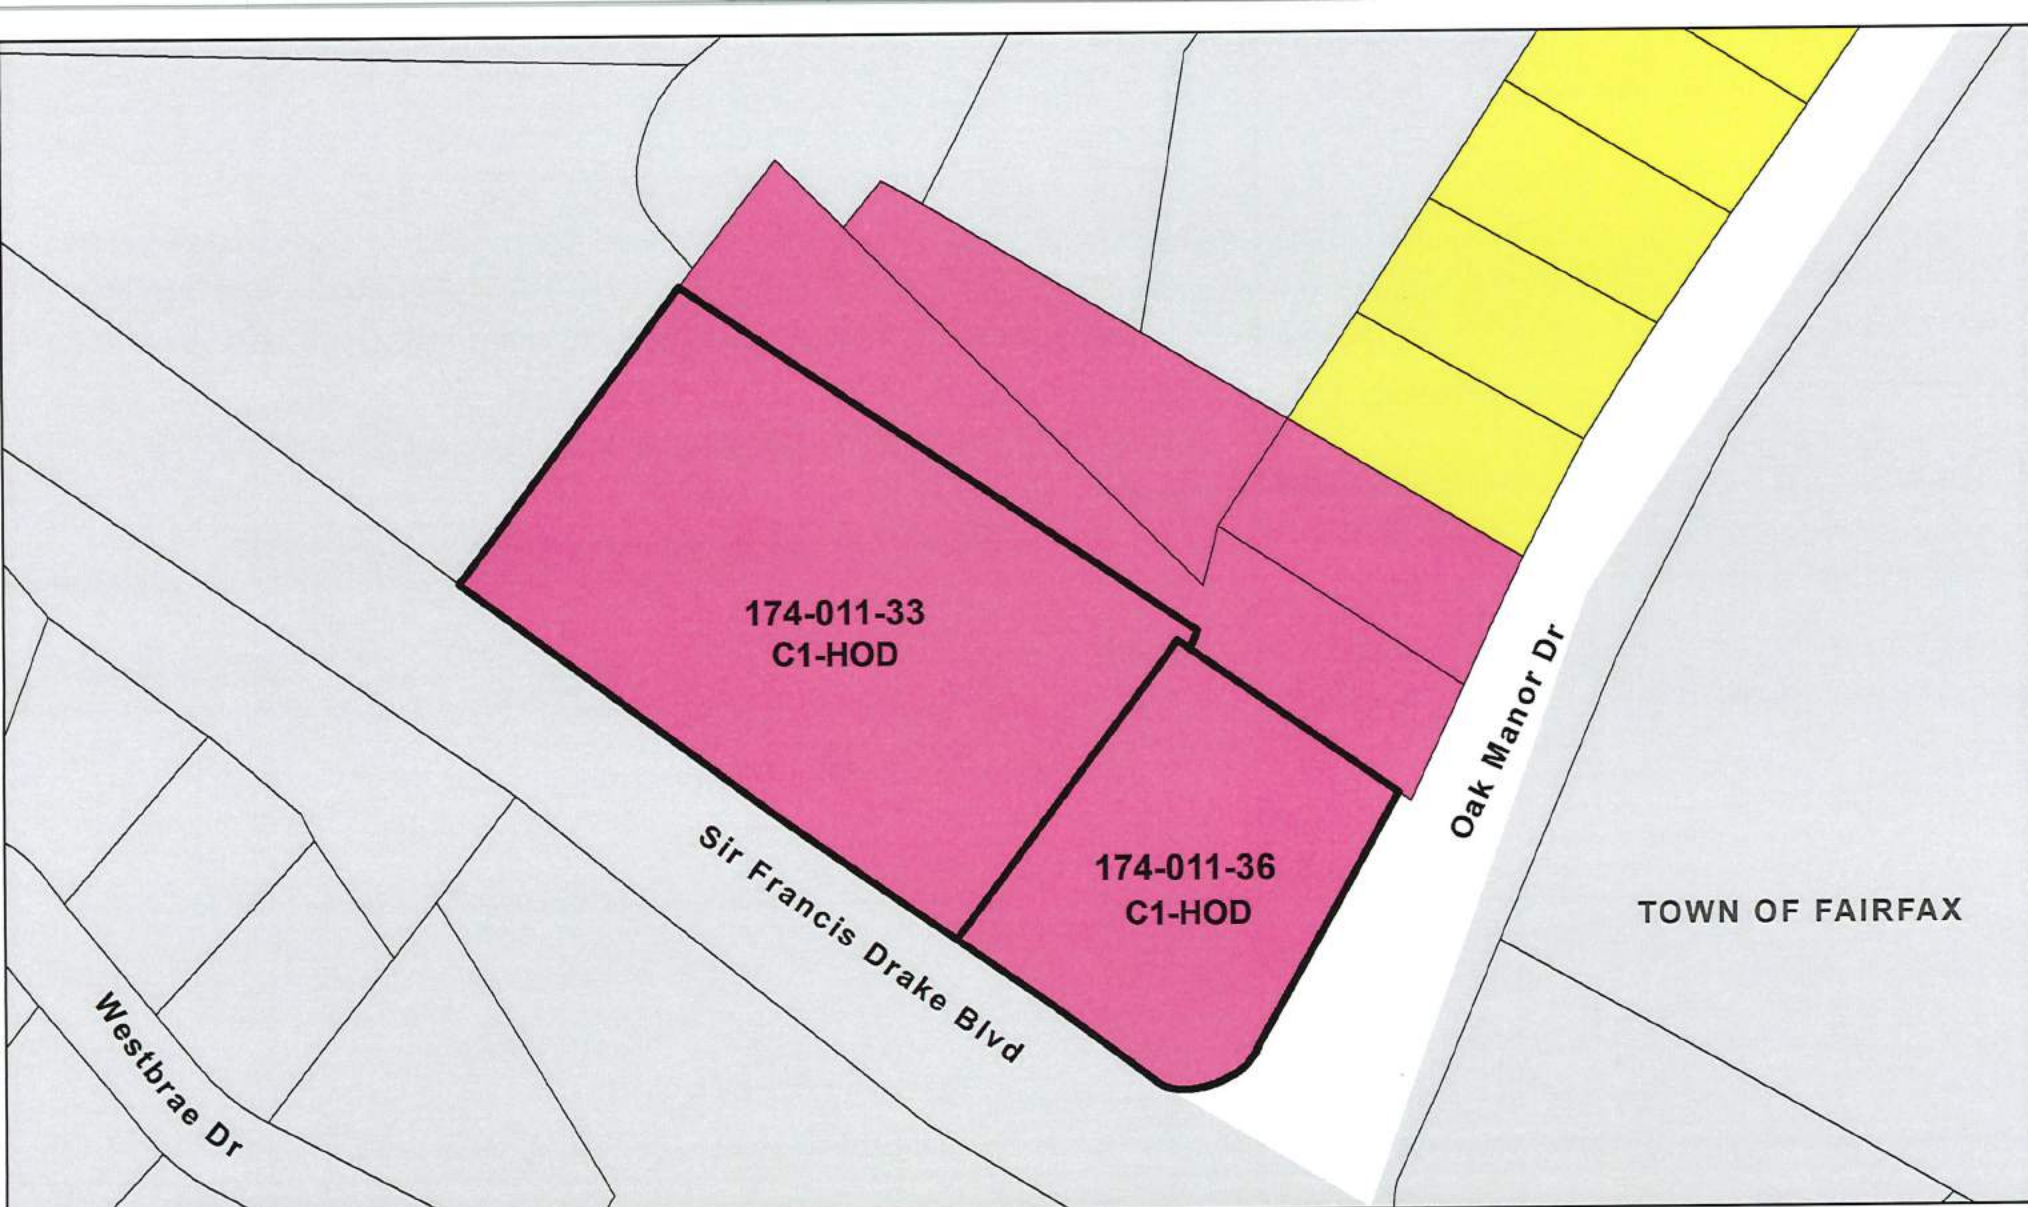 174-011-33
C1-HOD
Oak Manor Dr
Sir Francis Drake Blvd
174-011-36
C1-HOD
TOWN OF FAIRFAX
Westbrae Dr